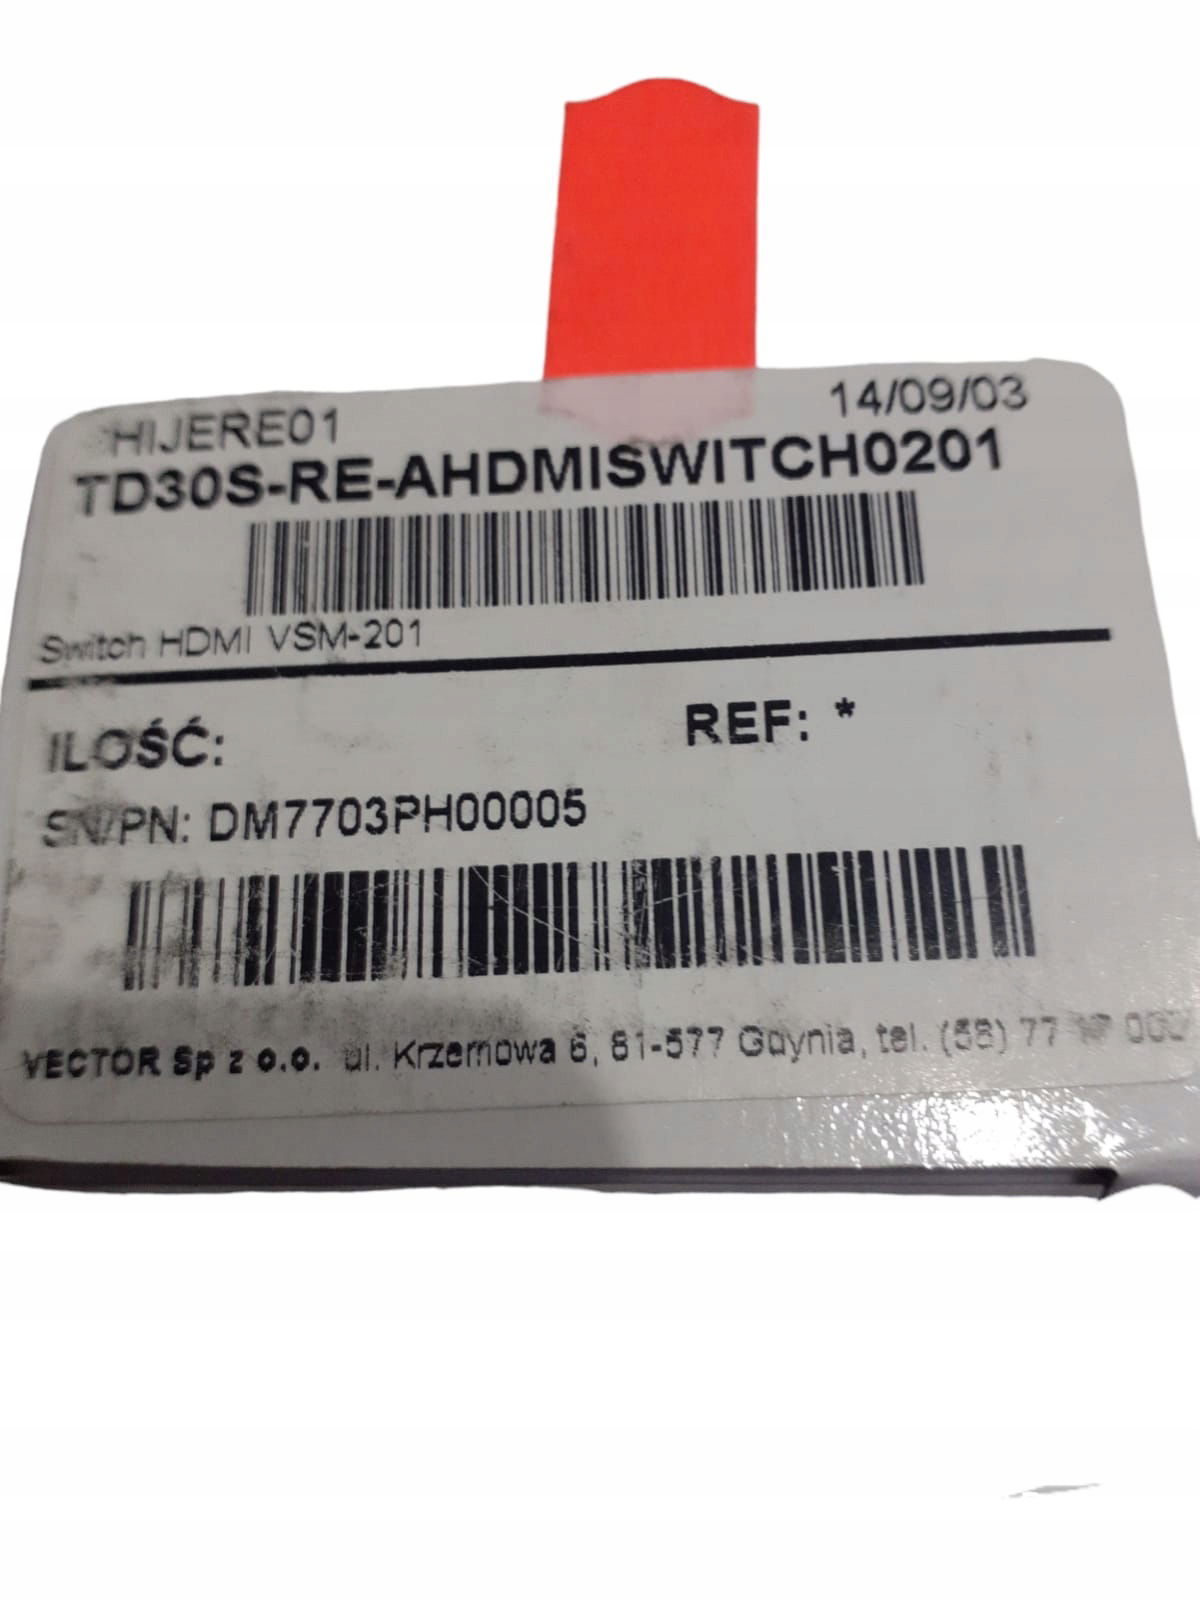 HIJERE01 14/09/03
TD30S-RE-AHDMISWITCH0201
Switch HDMI VSM-201
ILOŚĆ: REF: *
SN/PN: DM7703PH00005
VECTOR Sp z o.o. ul. Krzemowa 6, 81-577 Gdynia, tel. (58) 77